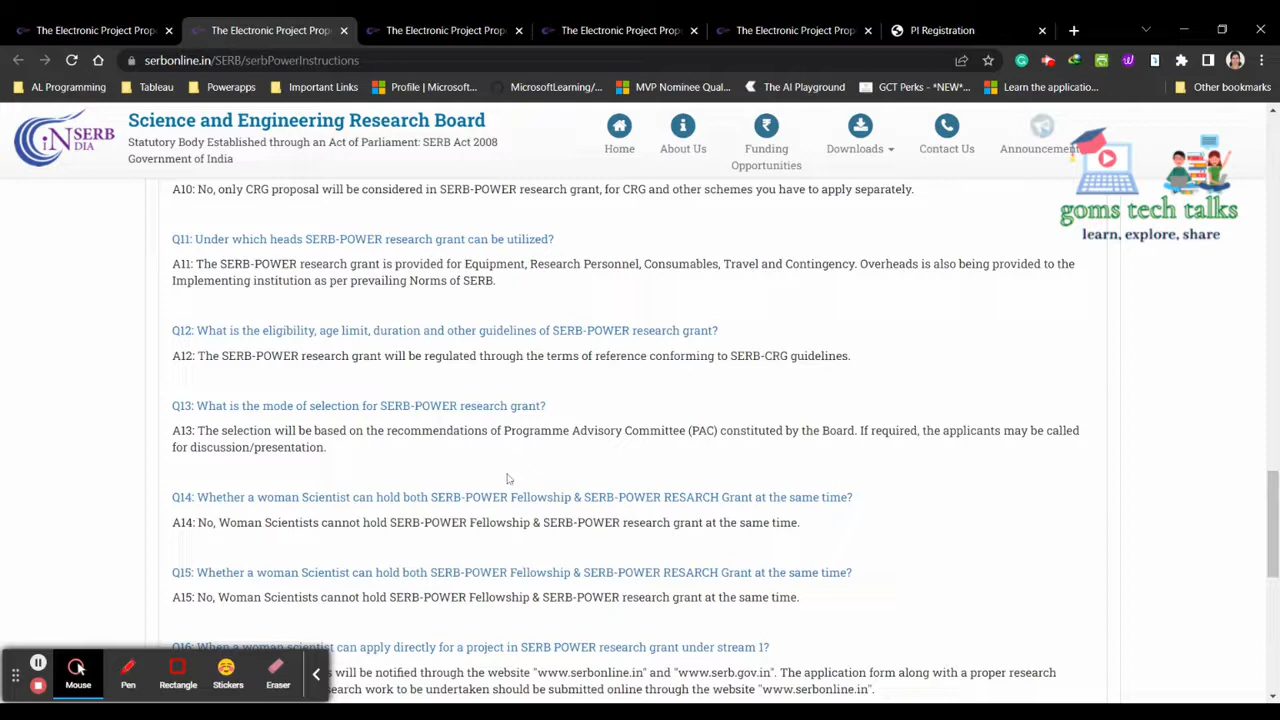 The Electronic Project Prop
The Electronic Project Prop
The Electronic Project Prop
The Electronic Project Prop
The Electronic Project Prop
PI Registration
serbonline.in/SERB/serbPowerInstructions
AL Programming
Tableau
Powerapps
Important Links
Profile | Microsoft...
MicrosoftLearning/...
MVP Nominee Qual...
The AI Playground
GCT Perks - *NEW*...
Learn the applicatio...
Other bookmarks
SERB
INDIA
Science and Engineering Research Board
Statutory Body Established through an Act of Parliament: SERB Act 2008
Government of India
Home
About Us
Funding
Opportunities
Downloads
Contact Us
Announcement
goms tech talks
learn, explore, share
A10: No, only CRG proposal will be considered in SERB-POWER research grant, for CRG and other schemes you have to apply separately.
Q11: Under which heads SERB-POWER research grant can be utilized?
A11: The SERB-POWER research grant is provided for Equipment, Research Personnel, Consumables, Travel and Contingency. Overheads is also being provided to the
Implementing institution as per prevailing Norms of SERB.
Q12: What is the eligibility, age limit, duration and other guidelines of SERB-POWER research grant?
A12: The SERB-POWER research grant will be regulated through the terms of reference conforming to SERB-CRG guidelines.
Q13: What is the mode of selection for SERB-POWER research grant?
A13: The selection will be based on the recommendations of Programme Advisory Committee (PAC) constituted by the Board. If required, the applicants may be called
for discussion/presentation.
Q14: Whether a woman Scientist can hold both SERB-POWER Fellowship & SERB-POWER RESARCH Grant at the same time?
A14: No, Woman Scientists cannot hold SERB-POWER Fellowship & SERB-POWER research grant at the same time.
Q15: Whether a woman Scientist can hold both SERB-POWER Fellowship & SERB-POWER RESARCH Grant at the same time?
A15: No, Woman Scientists cannot hold SERB-POWER Fellowship & SERB-POWER research grant at the same time.
Q16: When a woman scientist can apply directly for a project in SERB POWER research grant under stream 1?
will be notified through the website "www.serbonline.in" and "www.serb.gov.in". The application form along with a proper research
work to be undertaken should be submitted online through the website "www.serbonline.in".
Mouse
Pen
Rectangle
Stickers
Eraser